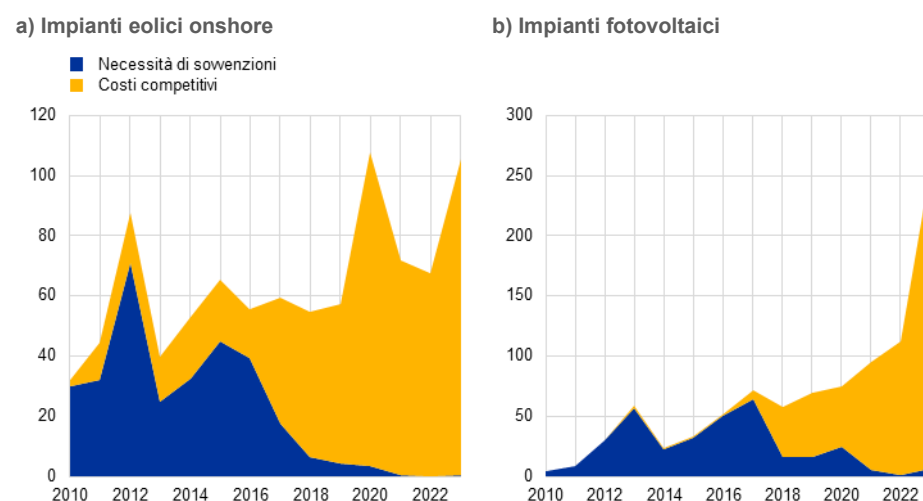 a) Impianti eolici onshore
b) Impianti fotovoltaici
Necessità di sovvenzioni
Costi competitivi
120
100
80
60
40
20
0
2010 2012 2014 2016 2018 2020 2022
300
250
200
150
100
50
0
2010 2012 2014 2016 2018 2020 2022